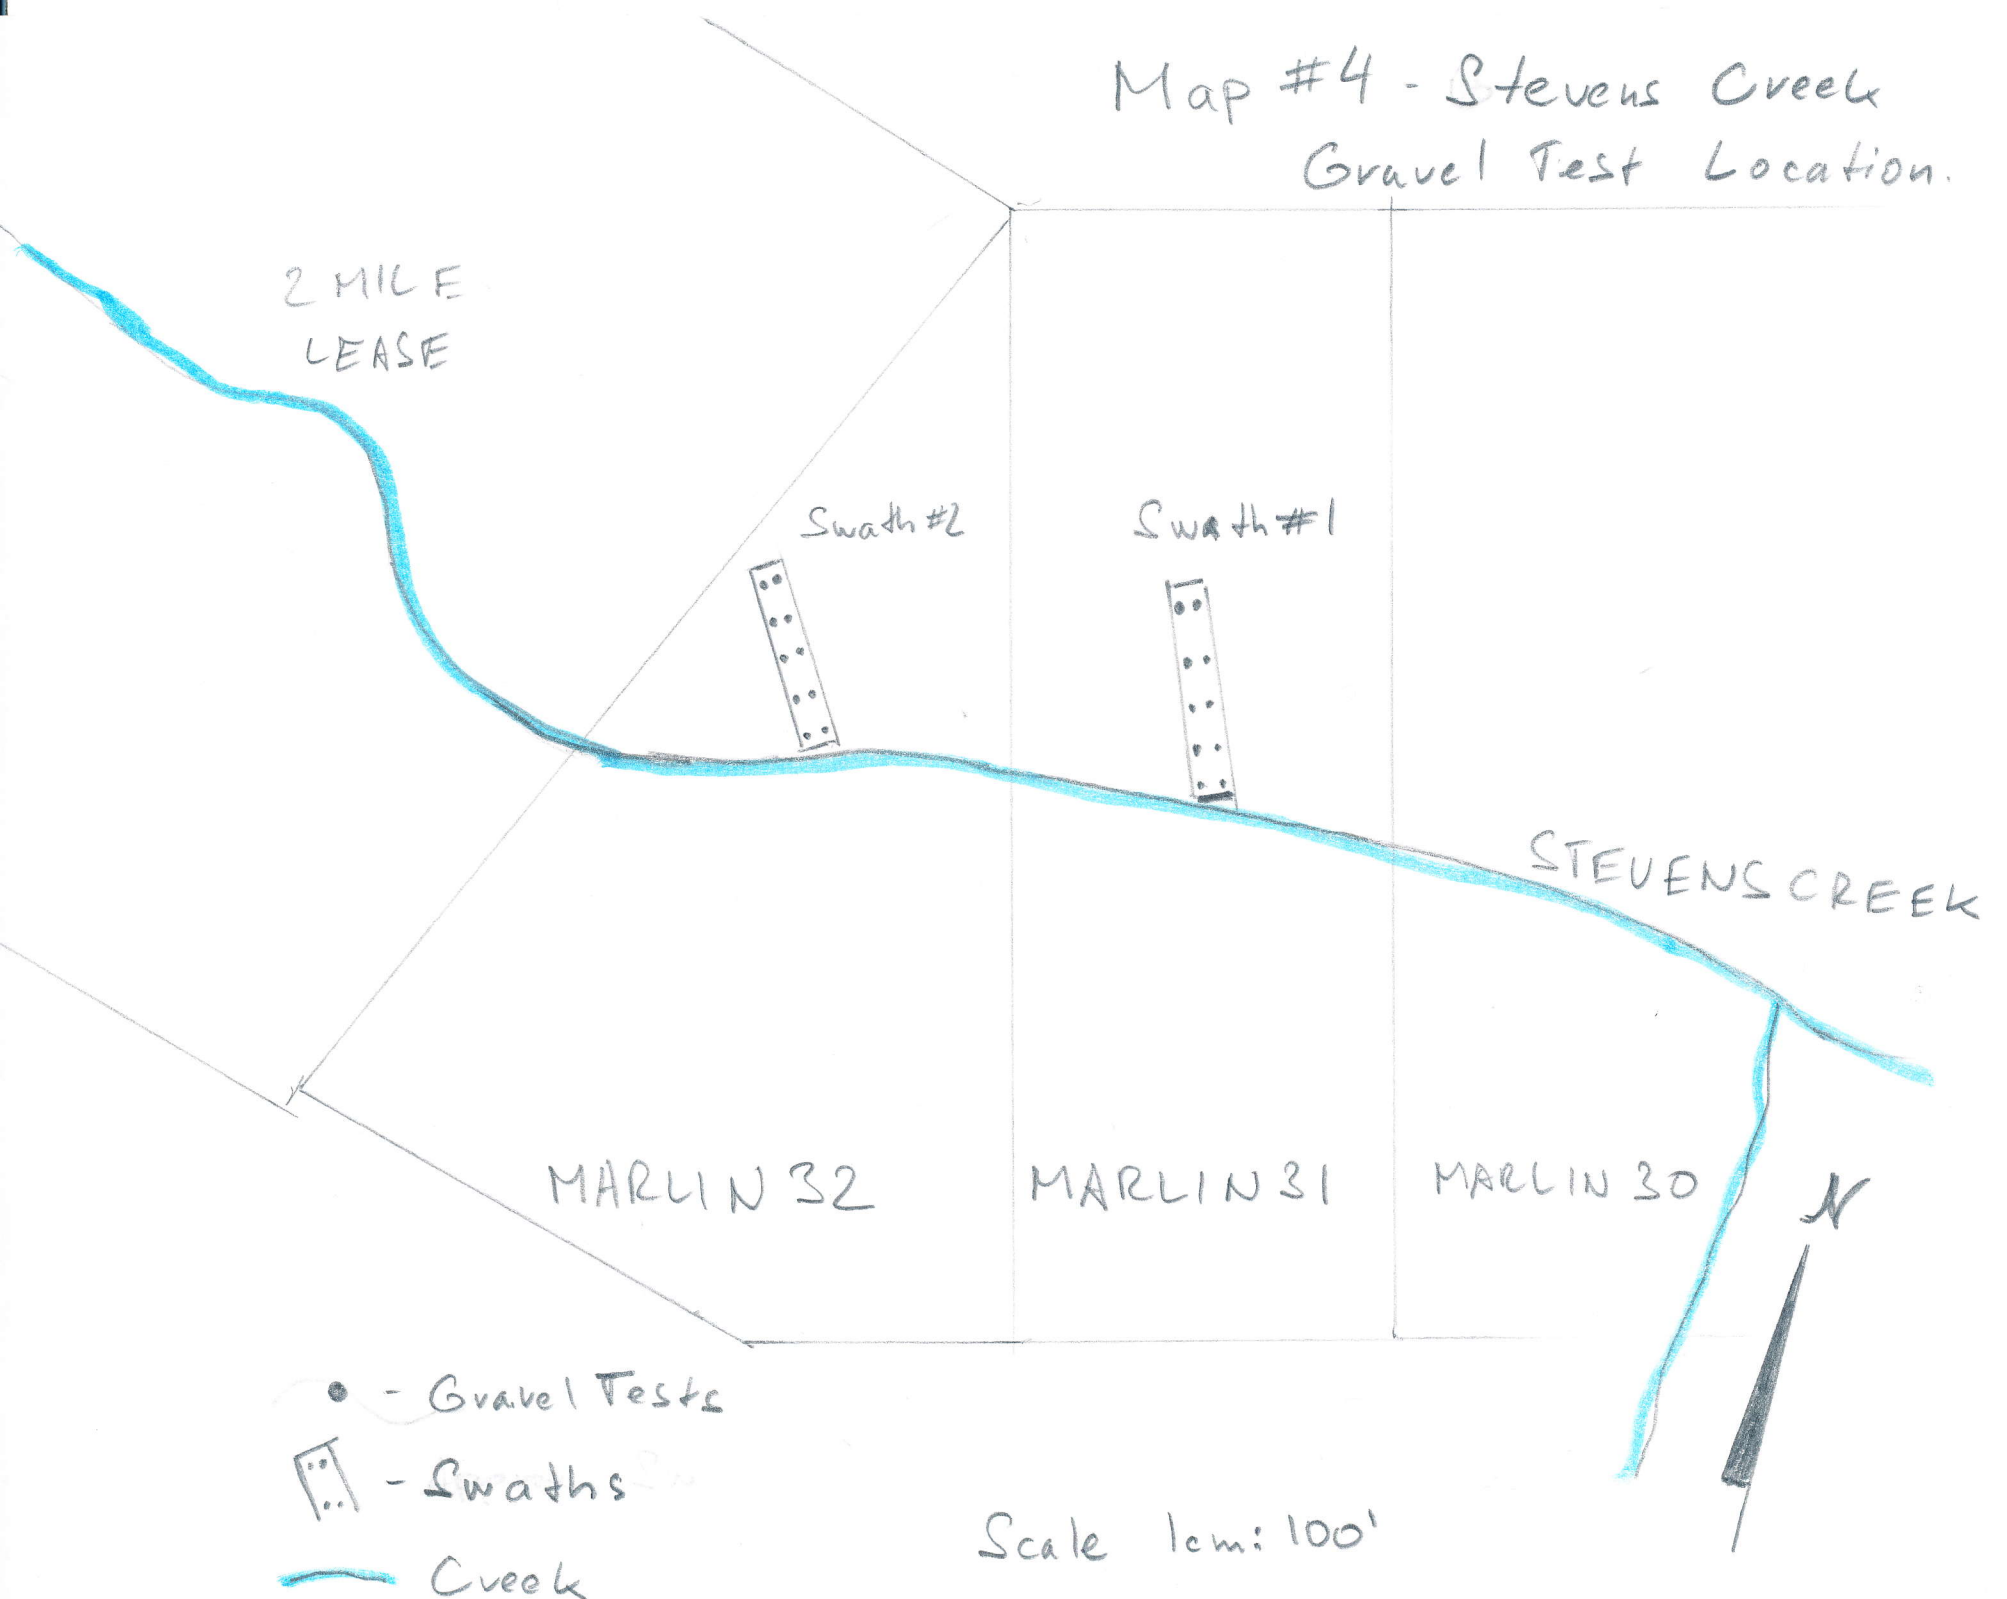 Map #4 - Stevens Creek
Gravel Test Location.
2 MILE
LEASE
Swath #2
Swath #1
STEVENS CREEK
MARLIN 32
MARLIN 31
MARLIN 30
N
• - Gravel Tests
- Swaths
Creek
Scale 1cm: 100'